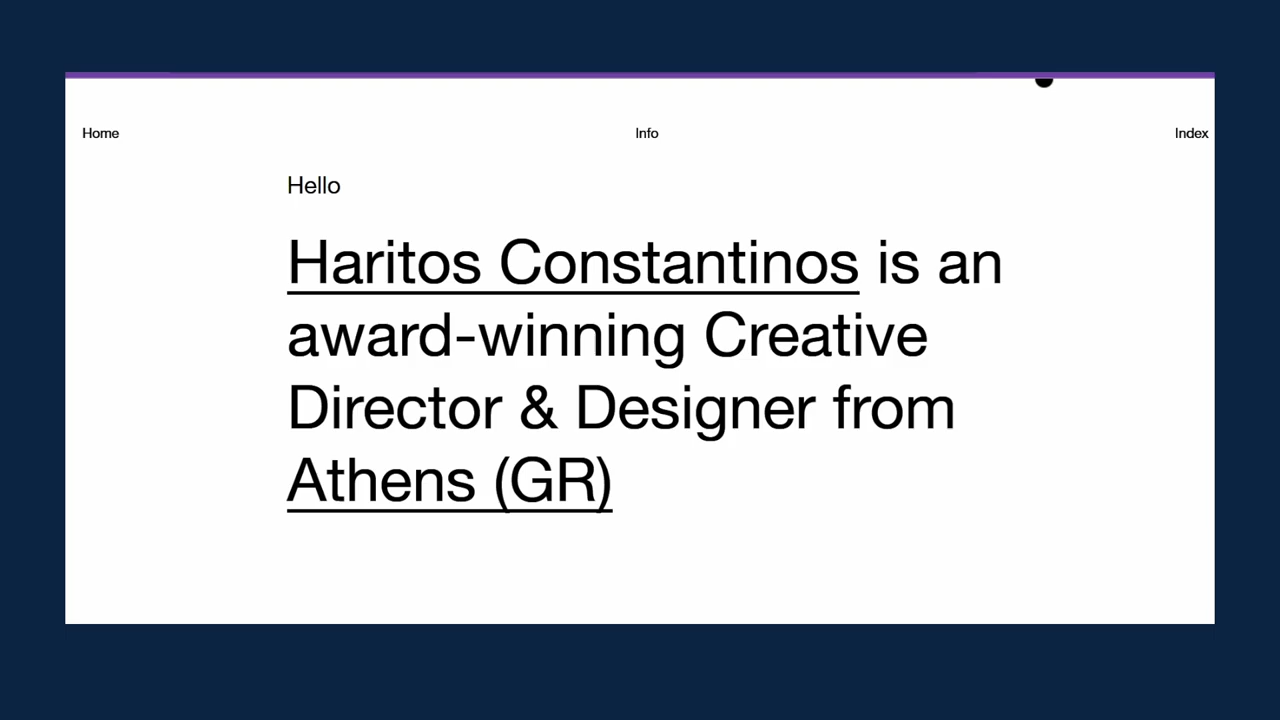 Home Info Index
Hello
Haritos Constantinos is an
award-winning Creative
Director & Designer from
Athens (GR)